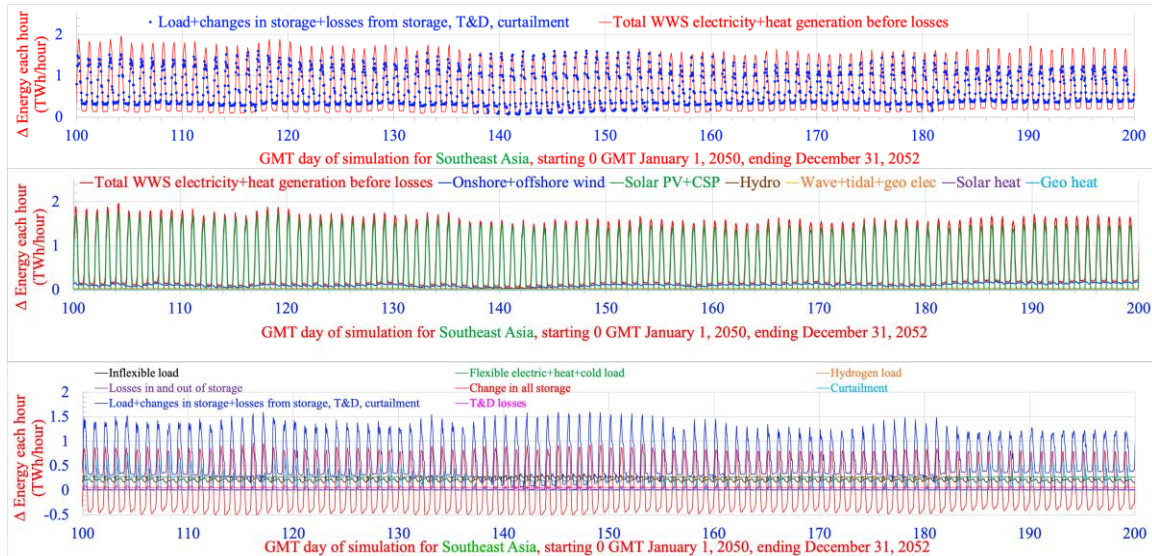 Load+changes in storage+losses from storage, T&D, curtailment Total WWS electricity+heat generation before losses
Δ Energy each hour
(TWh/hour)
2
1
0
100 110 120 130 140 150 160 170 180 190 200
GMT day of simulation for Southeast Asia, starting 0 GMT January 1, 2050, ending December 31, 2052
Total WWS electricity+heat generation before losses Onshore+offshore wind Solar PV+CSP Hydro Wave+tidal+geo elec Solar heat Geo heat
Δ Energy each hour
(TWh/hour)
2
1
0
100 110 120 130 140 150 160 170 180 190 200
GMT day of simulation for Southeast Asia, starting 0 GMT January 1, 2050, ending December 31, 2052
Inflexible load Flexible electric+heat+cold load Hydrogen load
Losses in and out of storage Change in all storage Curtailment
Load+changes in storage+losses from storage, T&D, curtailment T&D losses
Δ Energy each hour
(TWh/hour)
2
1.5
1
0.5
0
-0.5
100 110 120 130 140 150 160 170 180 190 200
GMT day of simulation for Southeast Asia, starting 0 GMT January 1, 2050, ending December 31, 2052